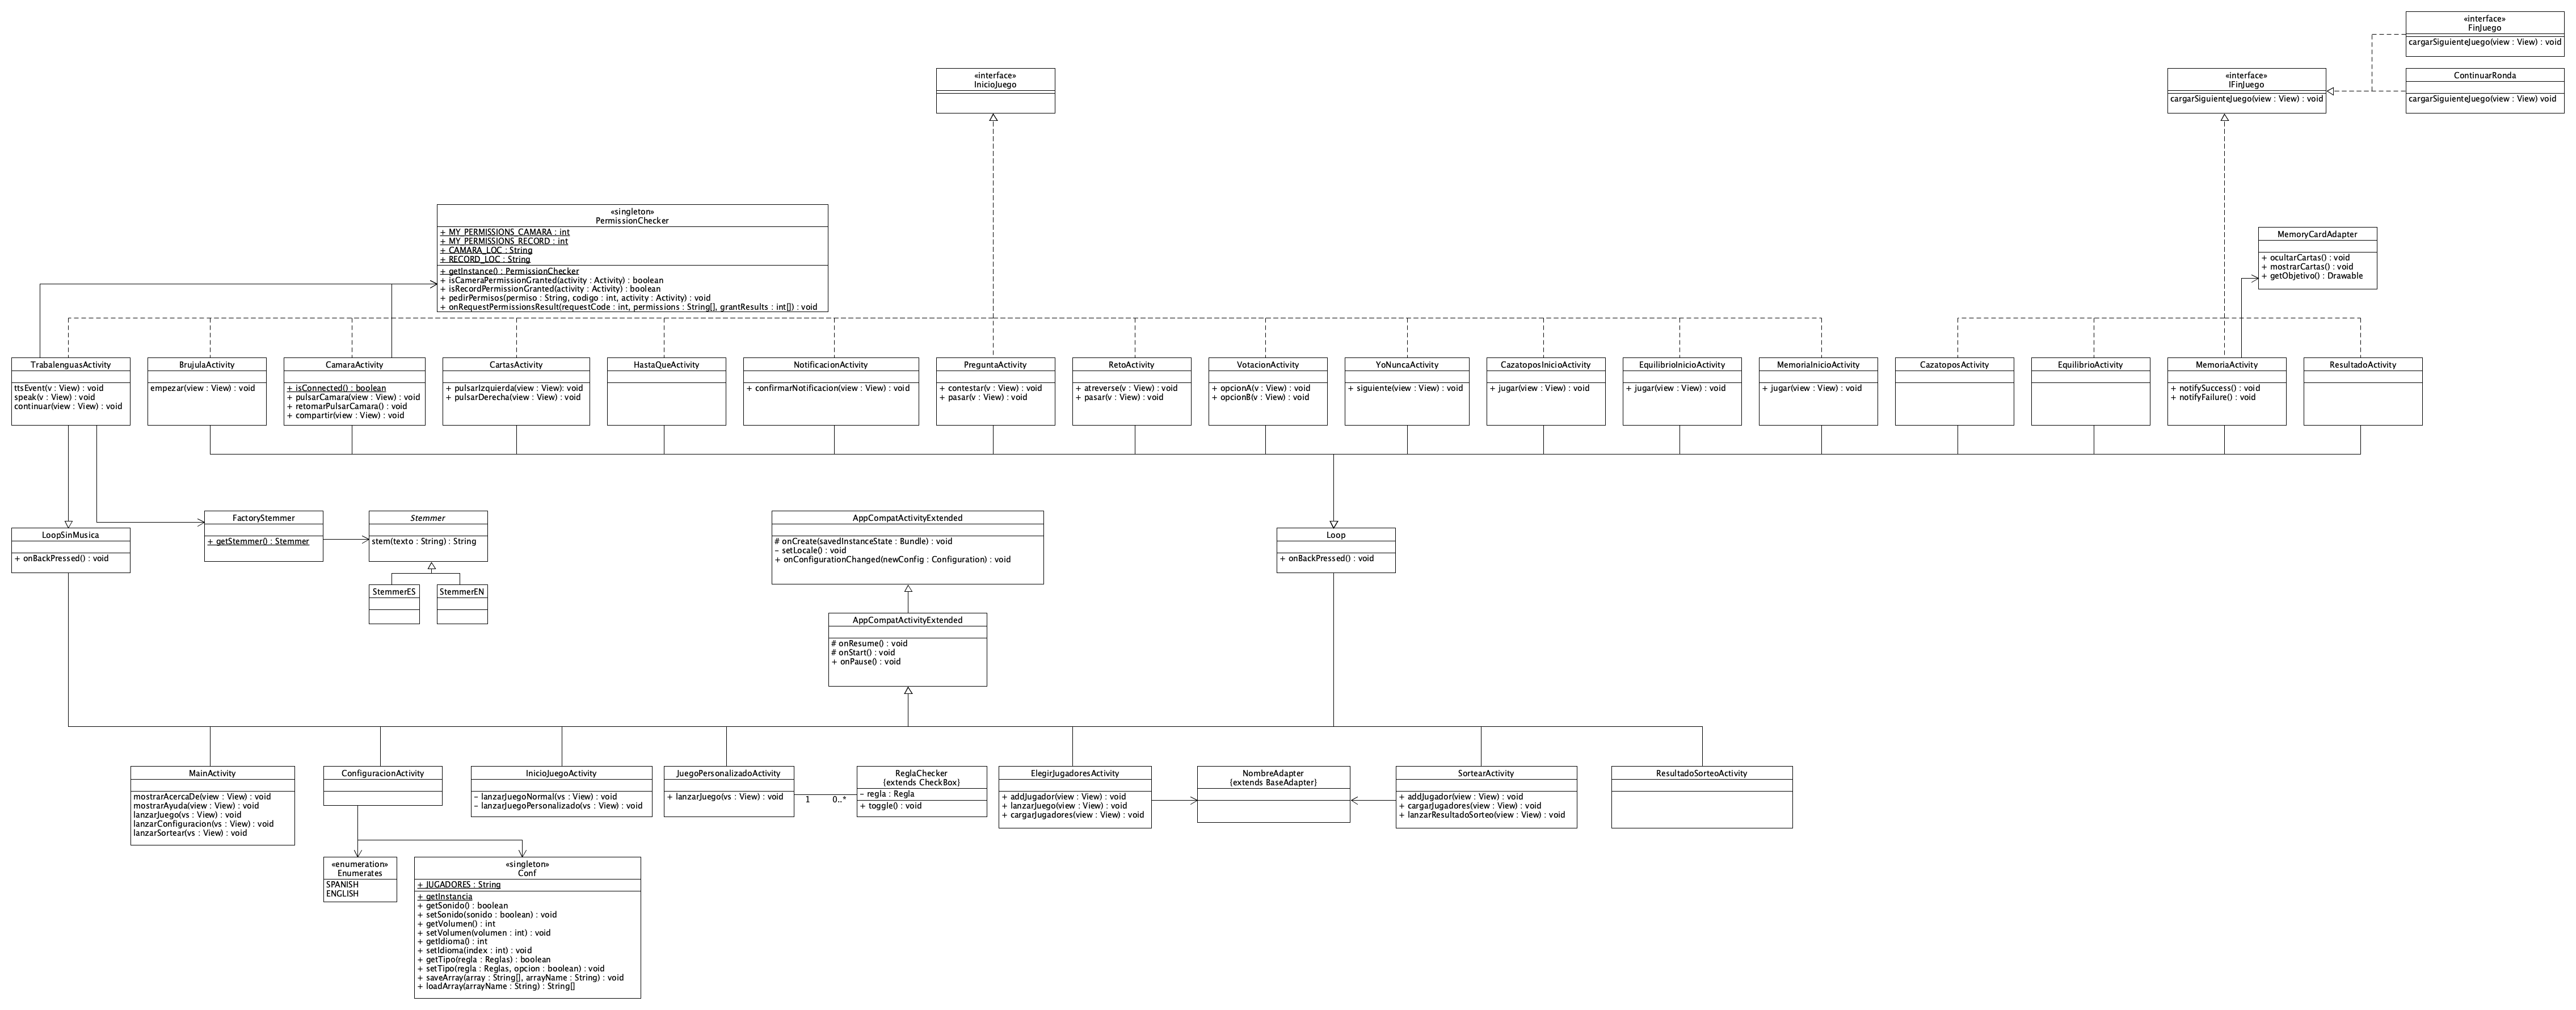 «interface»
FinJuego
cargarSiguienteJuego(view : View) : void
«interface»
InicioJuego
«interface»
IFinJuego
cargarSiguienteJuego(view : View) : void
ContinuarRonda
cargarSiguienteJuego(view : View) void
«singleton»
PermissionChecker
+ MY_PERMISSIONS_CAMARA : int
+ MY_PERMISSIONS_RECORD : int
+ CAMARA_LOC : String
+ RECORD_LOC : String
+ getInstance() : PermissionChecker
+ isCameraPermissionGranted(activity : Activity) : boolean
+ isRecordPermissionGranted(activity : Activity) : boolean
+ pedirPermisos(permiso : String, codigo : int, activity : Activity) : void
+ onRequestPermissionsResult(requestCode : int, permissions : String[], grantResults : int[]) : void
MemoryCardAdapter
+ ocultarCartas() : void
+ mostrarCartas() : void
+ getObjetivo() : Drawable
TrabalenguasActivity
ttsEvent(v : View) : void
speak(v : View) : void
continuar(view : View) : void
BrujulaActivity
empezar(view : View) : void
CamaraActivity
+ isConnected() : boolean
+ pulsarCamara(view : View) : void
+ retomarPulsarCamara() : void
+ compartir(view : View) : void
CartasActivity
+ pulsarIzquierda(view : View): void
+ pulsarDerecha(view : View) : void
HastaQueActivity
NotificacionActivity
+ confirmarNotificacion(view : View) : void
PreguntaActivity
+ contestar(v : View) : void
+ pasar(v : View) : void
RetoActivity
+ atreverse(v : View) : void
+ pasar(v : View) : void
VotacionActivity
+ opcionA(v : View) : void
+ opcionB(v : View) : void
YoNuncaActivity
+ siguiente(view : View) : void
CazatoposInicioActivity
+ jugar(view : View) : void
EquilibrioInicioActivity
+ jugar(view : View) : void
MemoriaInicioActivity
+ jugar(view : View) : void
CazatoposActivity
EquilibrioActivity
MemoriaActivity
+ notifySuccess() : void
+ notifyFailure() : void
ResultadoActivity
LoopSinMusica
+ onBackPressed() : void
FactoryStemmer
+ getStemmer() : Stemmer
Stemmer
stem(texto : String) : String
StemmerES
StemmerEN
AppCompatActivityExtended
# onCreate(savedInstanceState : Bundle) : void
- setLocale() : void
+ onConfigurationChanged(newConfig : Configuration) : void
Loop
+ onBackPressed() : void
AppCompatActivityExtended
# onResume() : void
# onStart() : void
+ onPause() : void
MainActivity
mostrarAcercaDe(view : View) : void
mostrarAyuda(view : View) : void
lanzarJuego(vs : View) : void
lanzarConfiguracion(vs : View) : void
lanzarSortear(vs : View) : void
ConfiguracionActivity
InicioJuegoActivity
- lanzarJuegoNormal(vs : View) : void
- lanzarJuegoPersonalizado(vs : View) : void
JuegoPersonalizadoActivity
+ lanzarJuego(vs : View) : void
1
0..*
ReglaChecker
{extends CheckBox}
- regla : Regla
+ toggle() : void
ElegirJugadoresActivity
+ addJugador(view : View) : void
+ lanzarJuego(view : View) : void
+ cargarJugadores(view : View) : void
NombreAdapter
{extends BaseAdapter}
SortearActivity
+ addJugador(view : View) : void
+ cargarJugadores(view : View) : void
+ lanzarResultadoSorteo(view : View) : void
ResultadoSorteoActivity
«enumeration»
Enumerates
SPANISH
ENGLISH
«singleton»
Conf
+ JUGADORES : String
+ getInstancia
+ getSonido() : boolean
+ setSonido(sonido : boolean) : void
+ getVolumen() : int
+ setVolumen(volumen : int) : void
+ getIdioma() : int
+ setIdioma(index : int) : void
+ getTipo(regla : Reglas) : boolean
+ setTipo(regla : Reglas, opcion : boolean) : void
+ saveArray(array : String[], arrayName : String) : void
+ loadArray(arrayName : String) : String[]